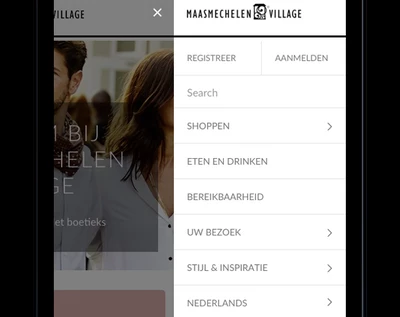 VILLAGE
MAASMECHELEN VILLAGE
REGISTREER
AANMELDEN
Search
SHOPPEN
ETEN EN DRINKEN
BEREIKBAARHEID
UW BEZOEK
STIJL & INSPIRATIE
NEDERLANDS
BIJ
HELEN
GE
et boetieks